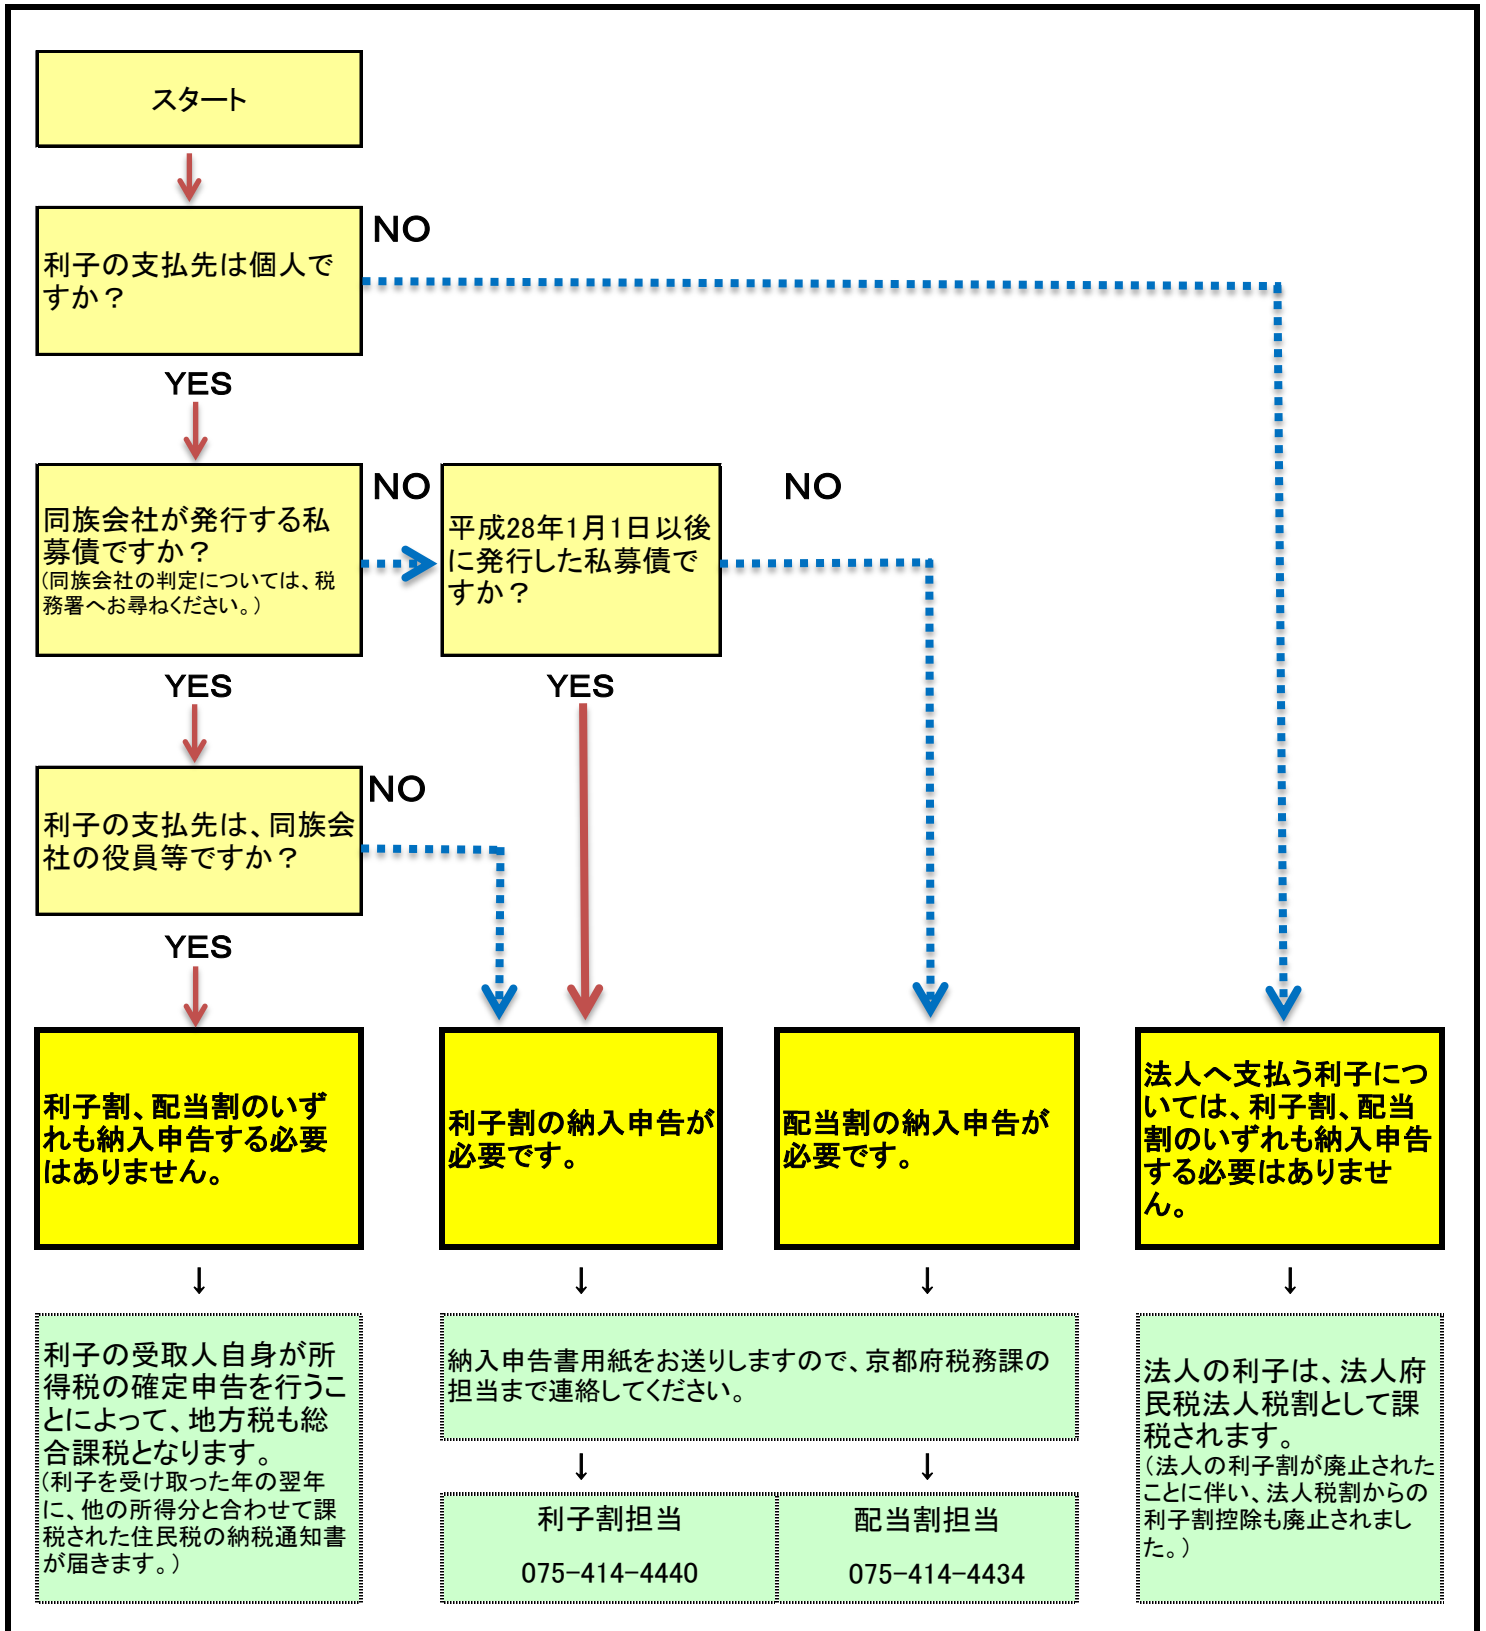 スタート
利子の支払先は個人で
すか？
NO
YES
同族会社が発行する私
募債ですか？
（同族会社の判定については、税
務署へお尋ねください。）
NO
平成28年1月1日以後
に発行した私募債で
すか？
NO
YES
YES
利子の支払先は、同族会
社の役員等ですか？
NO
YES
利子割、配当割のいず
れも納入申告する必要
はありません。
利子割の納入申告が
必要です。
配当割の納入申告が
必要です。
法人へ支払う利子につ
いては、利子割、配当
割のいずれも納入申告
する必要はありませ
ん。
↓
↓
↓
↓
利子の受取人自身が所
得税の確定申告を行うこ
とによって、地方税も総
合課税となります。
（利子を受け取った年の翌年
に、他の所得分と合わせて課
税された住民税の納税通知書
が届きます。）
納入申告書用紙をお送りしますので、京都府税務課の
担当まで連絡してください。
↓
↓
利子割担当
075-414-4440
配当割担当
075-414-4434
法人の利子は、法人府
民税法人税割として課
税されます。
（法人の利子割が廃止された
ことに伴い、法人税割からの
利子割控除も廃止されまし
た。）